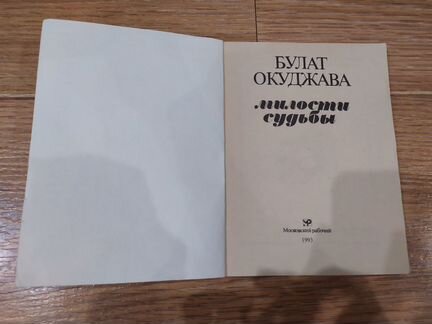 БУЛАТ
ОКУДЖАВА
милости
судьбы
Московский рабочий
1993